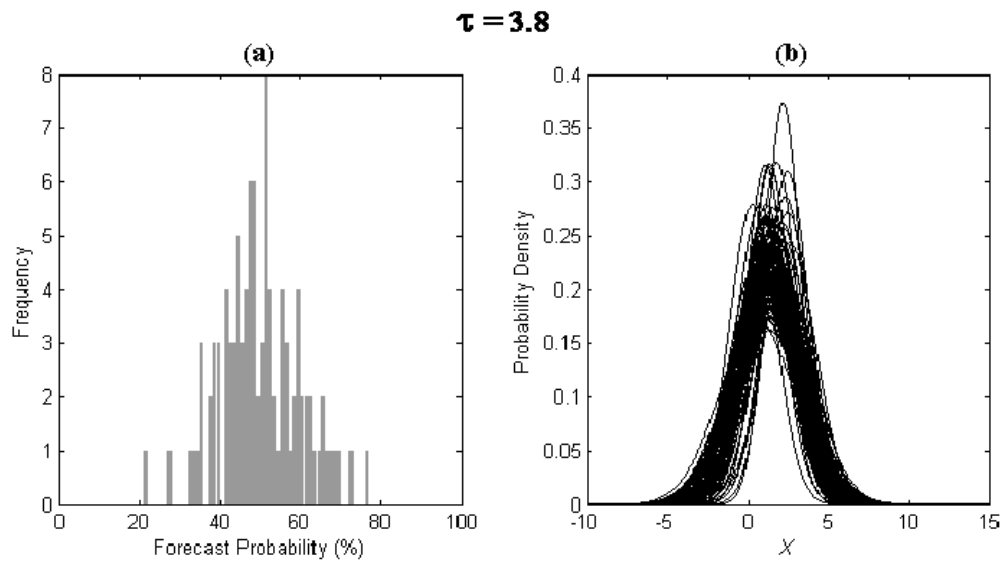 τ = 3.8
(a)
8
7
6
5
4
3
2
1
0
Frequency
0 20 40 60 80 100
Forecast Probability (%)
(b)
0.4
0.35
0.3
0.25
0.2
0.15
0.1
0.05
0
Probability Density
-10 -5 0 5 10 15
X